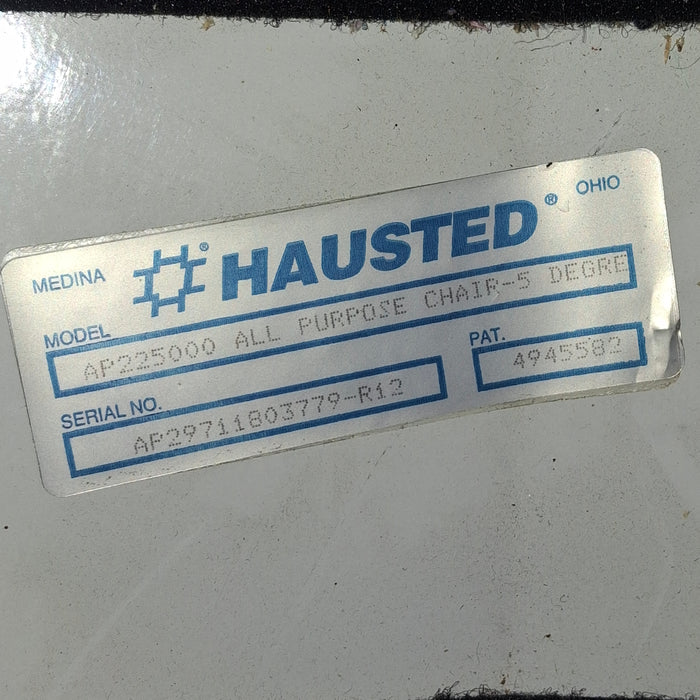 MEDINA HAUSTED® OHIO
®
MODEL
AP225000 ALL PURPOSE CHAIR-5 DEGRE
SERIAL NO.
AP29711803779-R12
PAT.
4945582